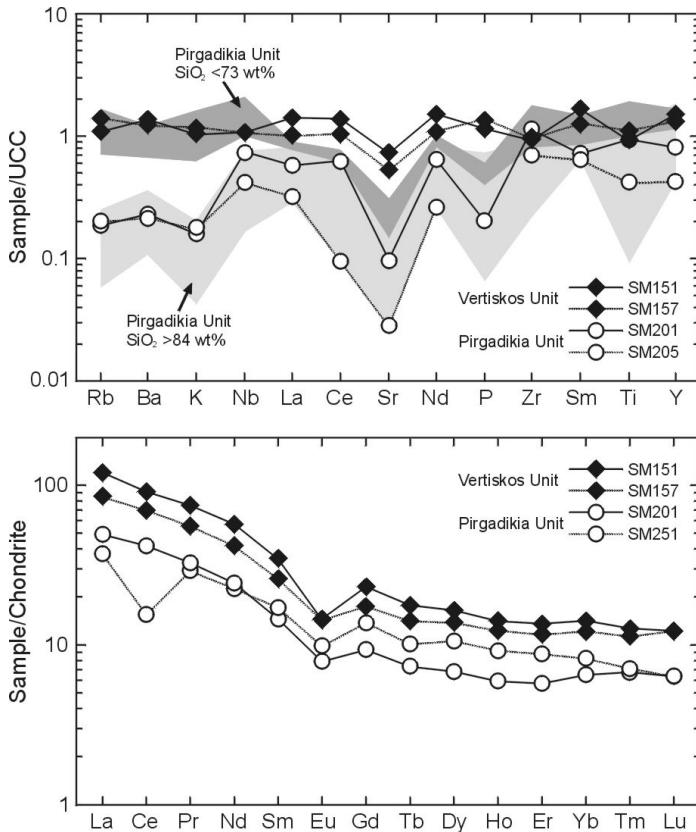 10
Pirgadikia Unit
SiO₂ <73 wt%
1
Sample/UCC
0.1
Pirgadikia Unit
SiO₂ >84 wt%
Vertiskos Unit
SM151
SM157
Pirgadikia Unit
SM201
SM205
0.01
Rb Ba K Nb La Ce Sr Nd P Zr Sm Ti Y
100
Vertiskos Unit
SM151
SM157
Pirgadikia Unit
SM201
SM251
Sample/Chondrite
10
1
La Ce Pr Nd Sm Eu Gd Tb Dy Ho Er Yb Tm Lu